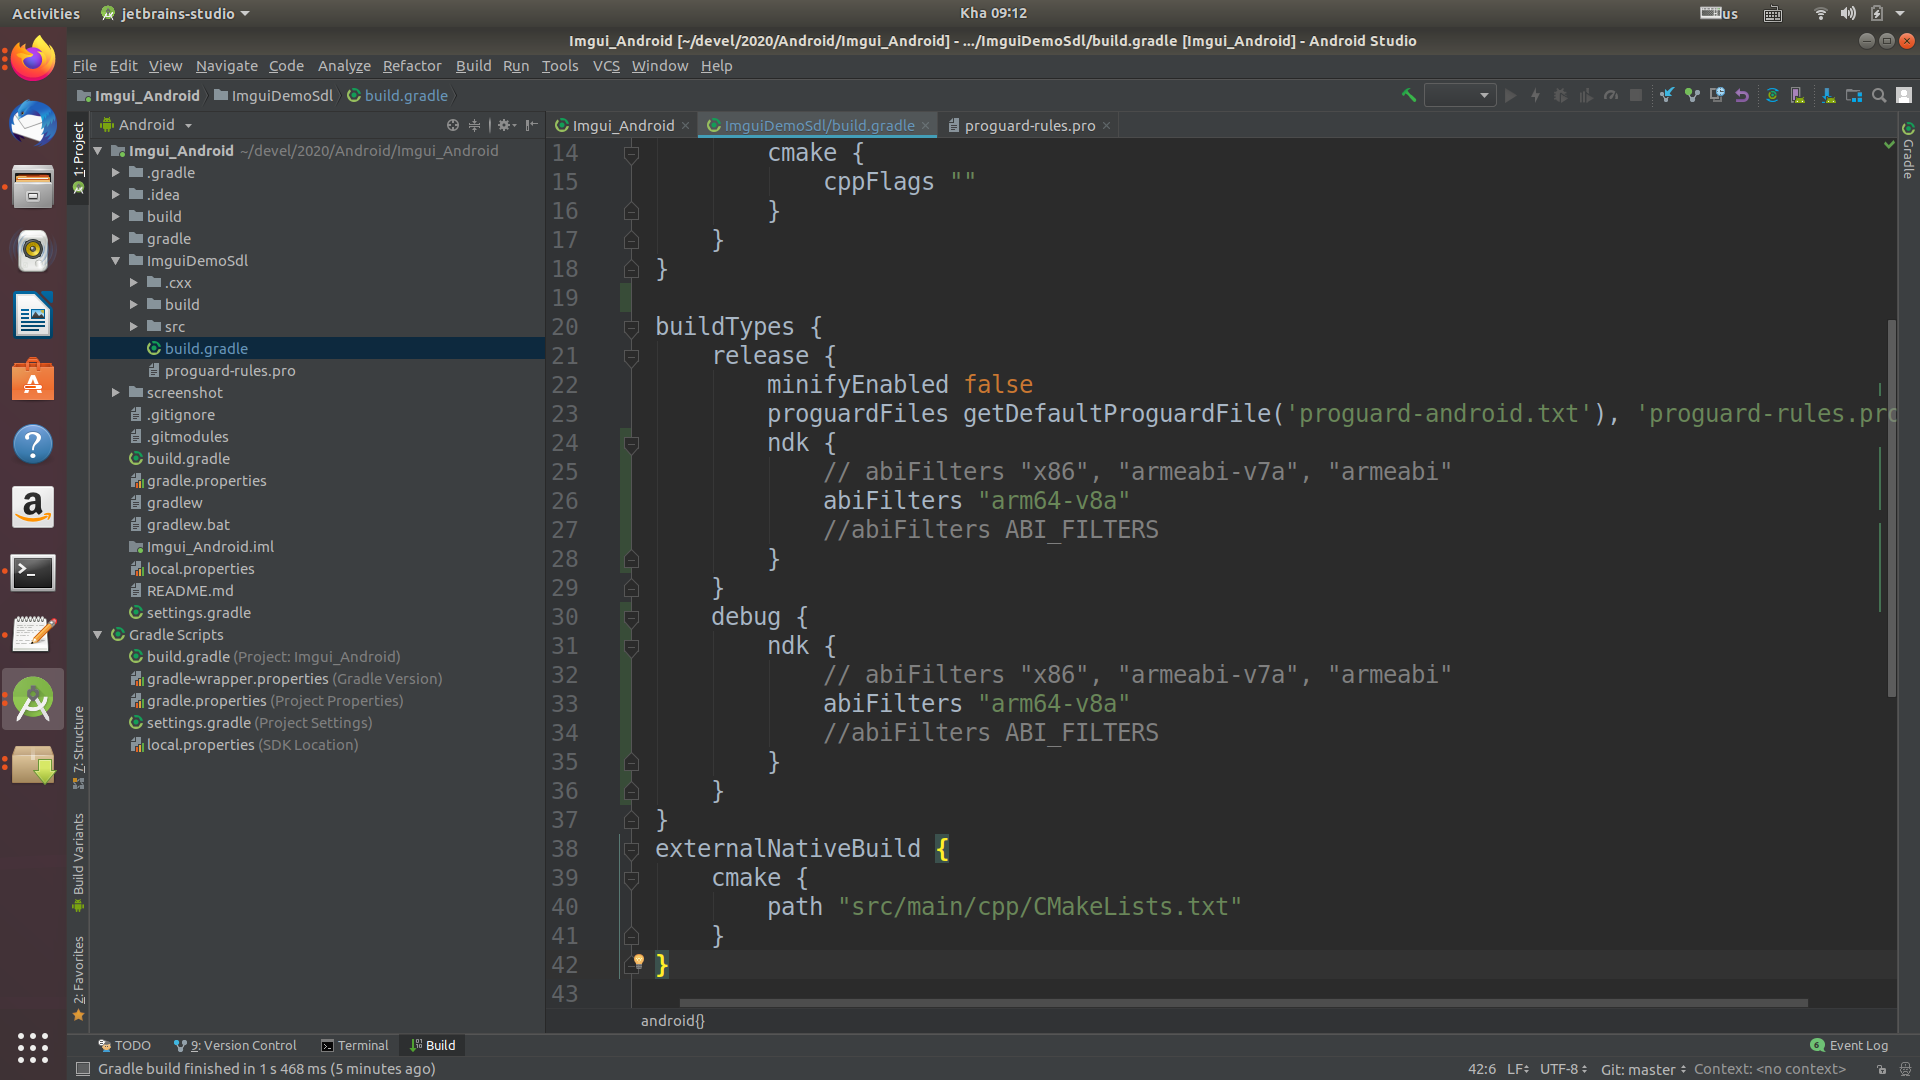 Activities
jetbrains-studio
Kha 09:12
us
Imgui_Android [~/devel/2020/Android/Imgui_Android] - .../ImguiDemoSdl/build.gradle [Imgui_Android] - Android Studio
File Edit View Navigate Code Analyze Refactor Build Run Tools VCS Window Help
Imgui_Android ImguiDemoSdl build.gradle
1: Project
Android
Imgui_Android ~/devel/2020/Android/Imgui_Android
.gradle
.idea
build
gradle
ImguiDemoSdl
.cxx
build
src
build.gradle
proguard-rules.pro
screenshot
.gitignore
.gitmodules
build.gradle
gradle.properties
gradlew
gradlew.bat
Imgui_Android.iml
local.properties
README.md
settings.gradle
Gradle Scripts
build.gradle (Project: Imgui_Android)
gradle-wrapper.properties (Gradle Version)
gradle.properties (Project Properties)
settings.gradle (Project Settings)
local.properties (SDK Location)
7: Structure
Build Variants
2: Favorites
Imgui_Android ImguiDemoSdl/build.gradle proguard-rules.pro
14 cmake {
15 cppFlags ""
16 }
17 }
18 }
19
20 buildTypes {
21 release {
22 minifyEnabled false
23 proguardFiles getDefaultProguardFile('proguard-android.txt'), 'proguard-rules.pro
24 ndk {
25 // abiFilters "x86", "armeabi-v7a", "armeabi"
26 abiFilters "arm64-v8a"
27 //abiFilters ABI_FILTERS
28 }
29 }
30 debug {
31 ndk {
32 // abiFilters "x86", "armeabi-v7a", "armeabi"
33 abiFilters "arm64-v8a"
34 //abiFilters ABI_FILTERS
35 }
36 }
37 }
38 externalNativeBuild {
39 cmake {
40 path "src/main/cpp/CMakeLists.txt"
41 }
42 }
43
android{}
Gradle
TODO 9: Version Control Terminal Build
6 Event Log
Gradle build finished in 1 s 468 ms (5 minutes ago)
42:6 LF UTF-8 Git: master Context: <no context>